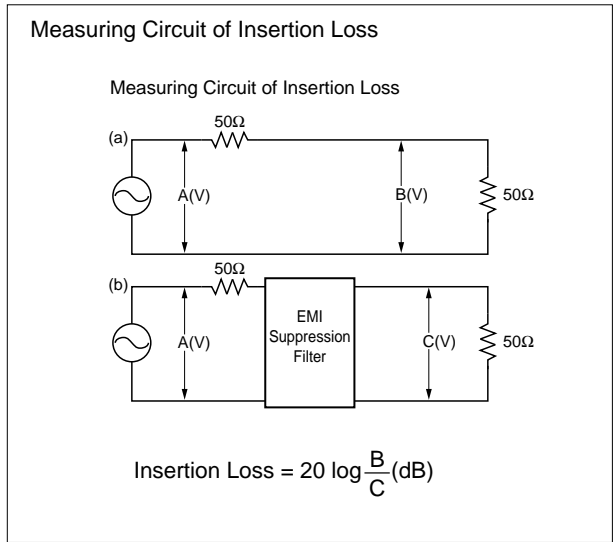 Measuring Circuit of Insertion Loss
Measuring Circuit of Insertion Loss
(a)
50Ω
A(V)
B(V)
50Ω
(b)
50Ω
A(V)
EMI
Suppression
Filter
C(V)
50Ω
Insertion Loss = 20 log B/C (dB)